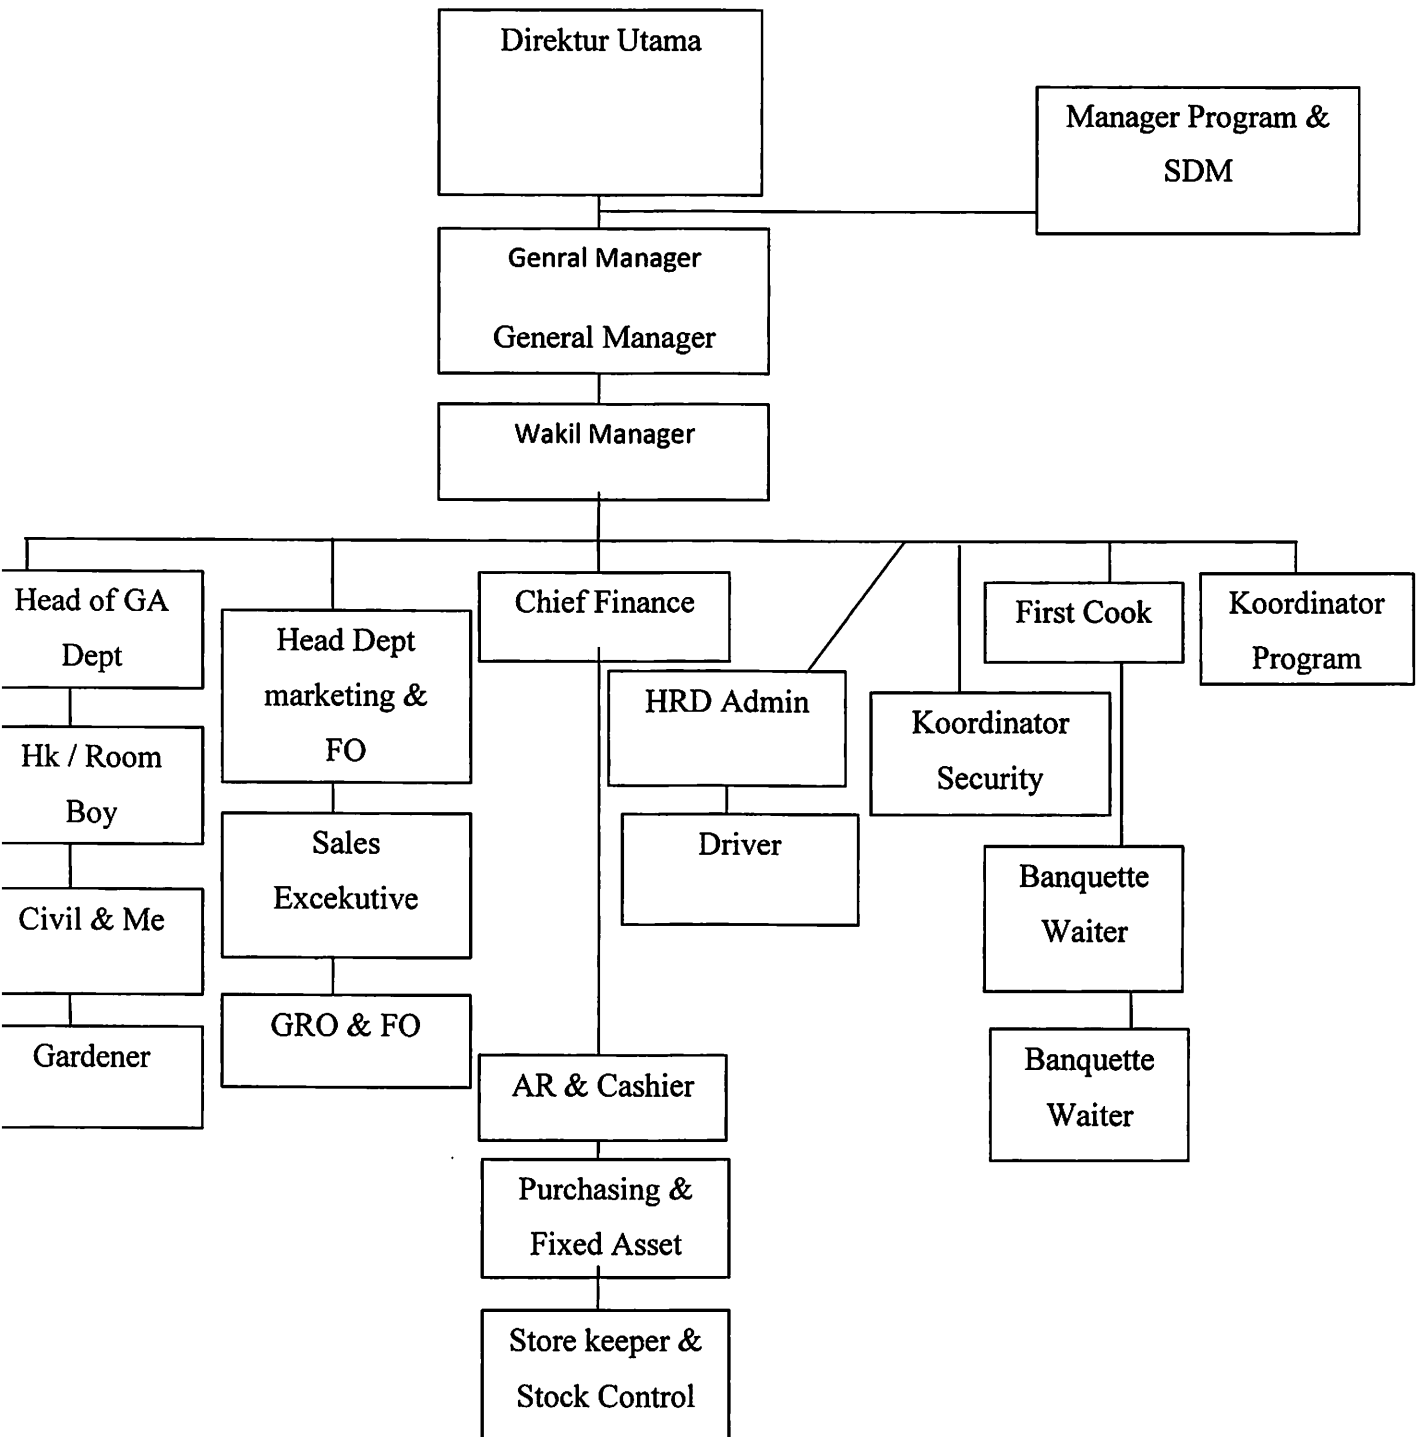 Direktur Utama
Manager Program &
SDM
Genral Manager
General Manager
Wakil Manager
Head of GA
Dept
Hk / Room
Boy
Civil & Me
Gardener
Head Dept
marketing &
FO
Sales
Excekutive
GRO & FO
Chief Finance
AR & Cashier
Purchasing &
Fixed Asset
Store keeper &
Stock Control
HRD Admin
Driver
Koordinator
Security
First Cook
Banquette
Waiter
Banquette
Waiter
Koordinator
Program